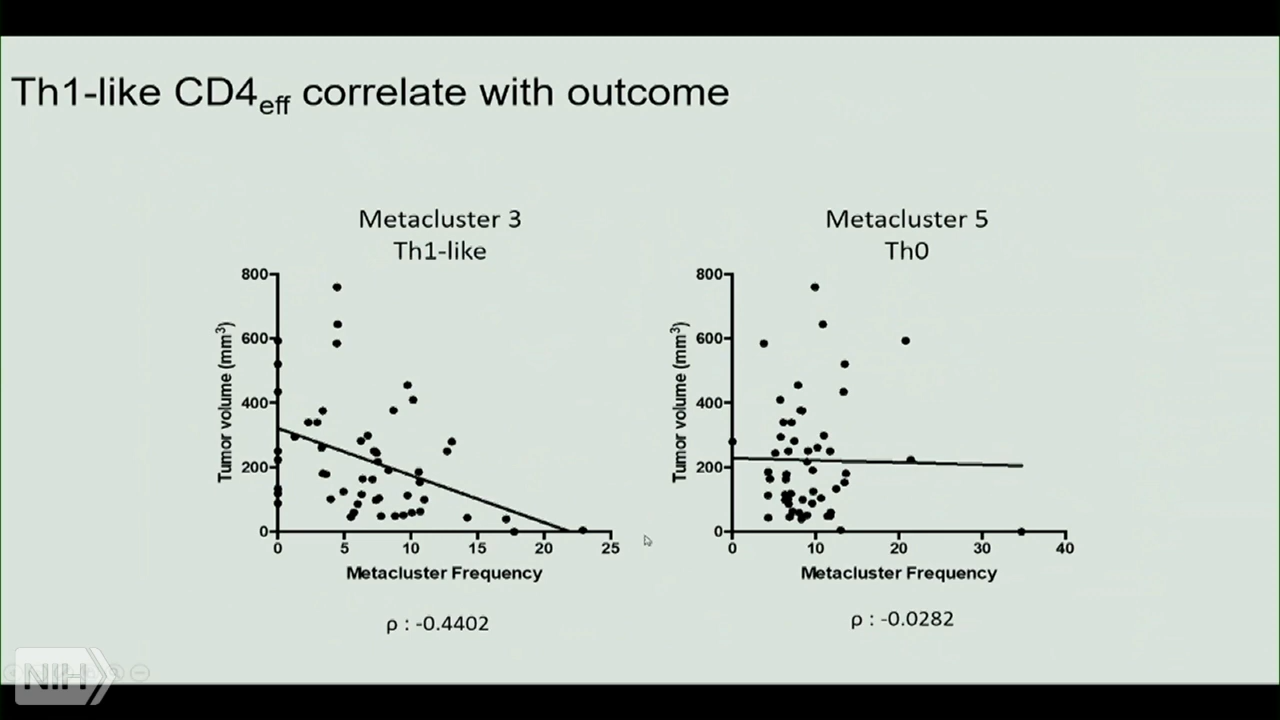 Th1-like CD4eff correlate with outcome
Metacluster 3
Th1-like
800
600
400
200
0
Tumor volume (mm3)
0 5 10 15 20 25
Metacluster Frequency
ρ : -0.4402
Metacluster 5
Th0
800
600
400
200
0
Tumor volume (mm3)
0 10 20 30 40
Metacluster Frequency
ρ : -0.0282
NIH